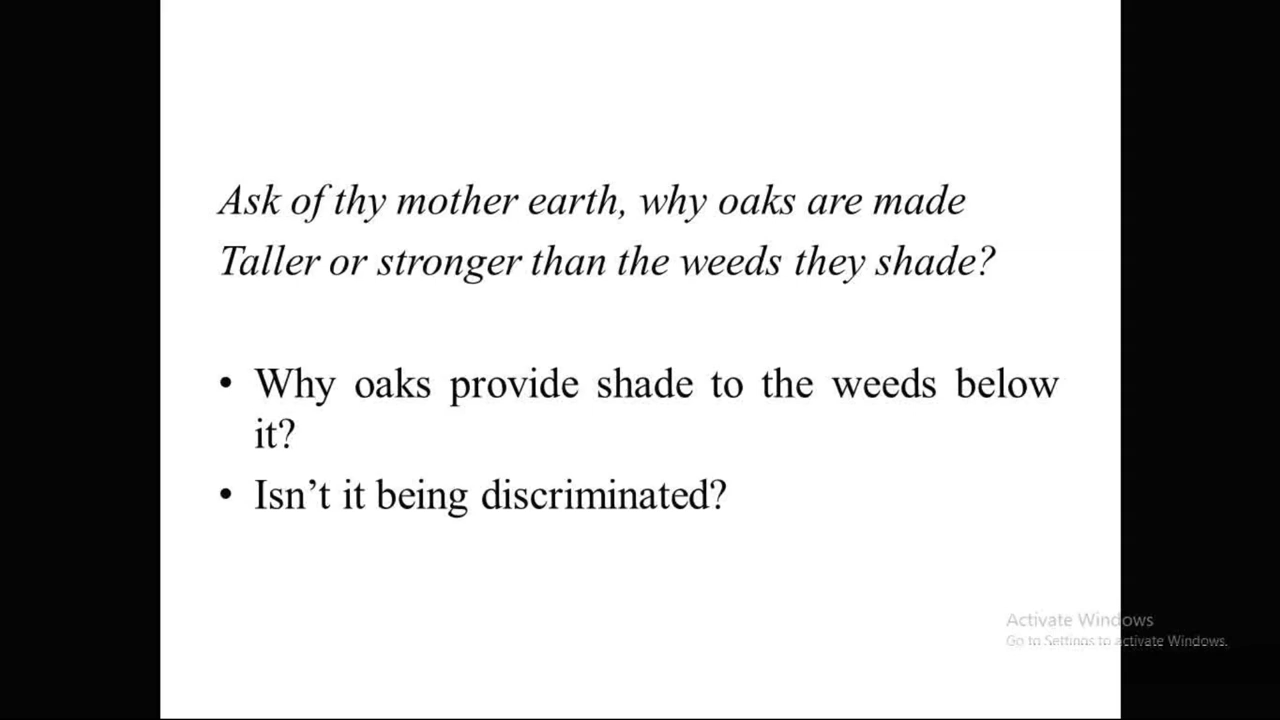 Ask of thy mother earth, why oaks are made
Taller or stronger than the weeds they shade?
• Why oaks provide shade to the weeds below
it?
• Isn’t it being discriminated?
Activate Windows
Go to Settings to activate Windows.